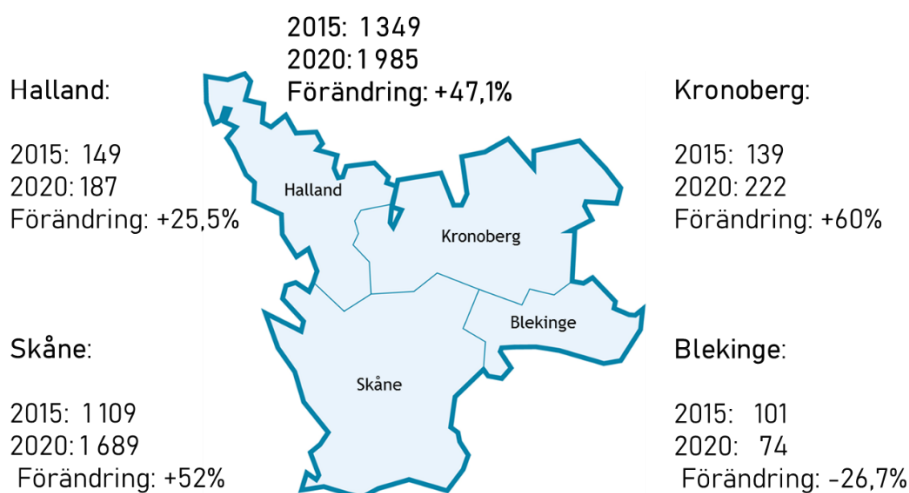 2015: 1 349
2020: 1 985
Förändring: +47,1%
Halland:
2015: 149
2020: 187
Förändring: +25,5%
Kronoberg:
2015: 139
2020: 222
Förändring: +60%
Halland
Kronoberg
Blekinge
Skåne
Skåne:
2015: 1 109
2020: 1 689
Förändring: +52%
Blekinge:
2015: 101
2020: 74
Förändring: -26,7%